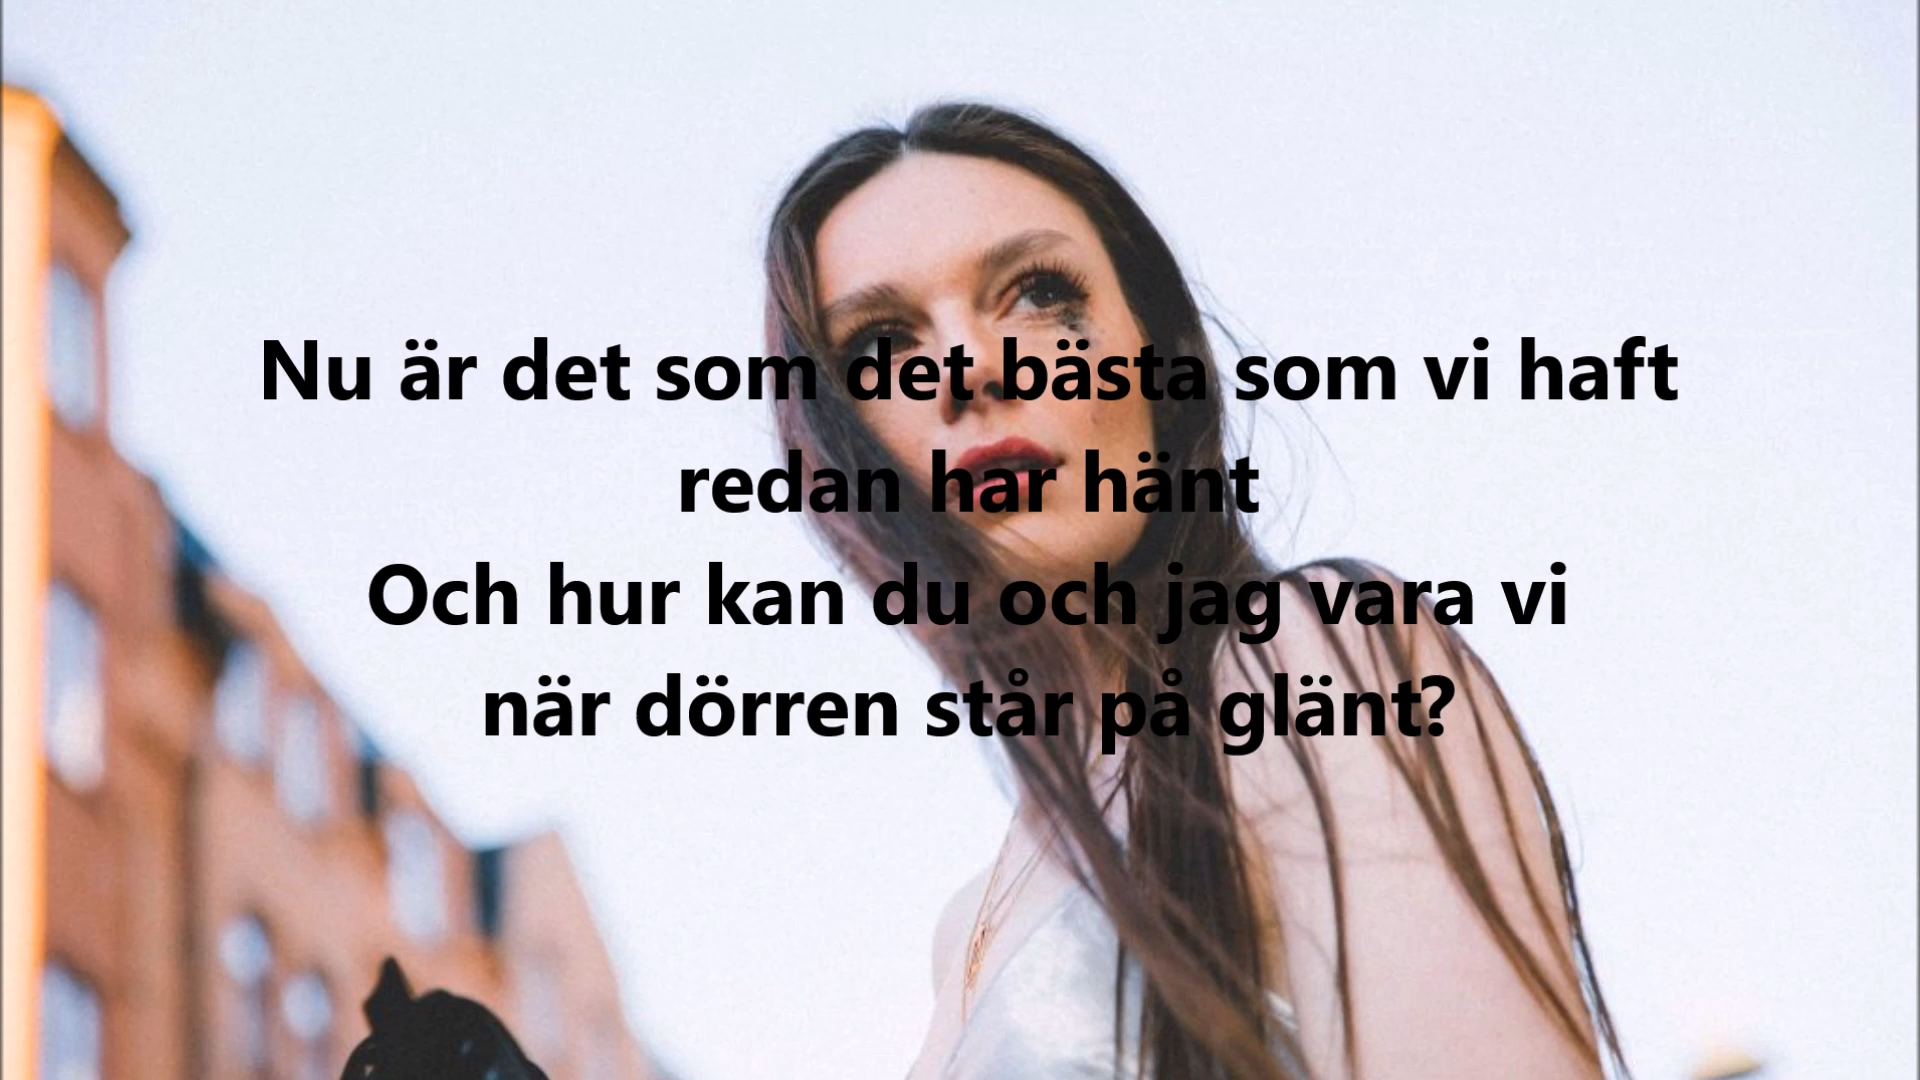 Nu är det som det bästa som vi haft
redan har hänt
Och hur kan du och jag vara vi
när dörren står på glänt?